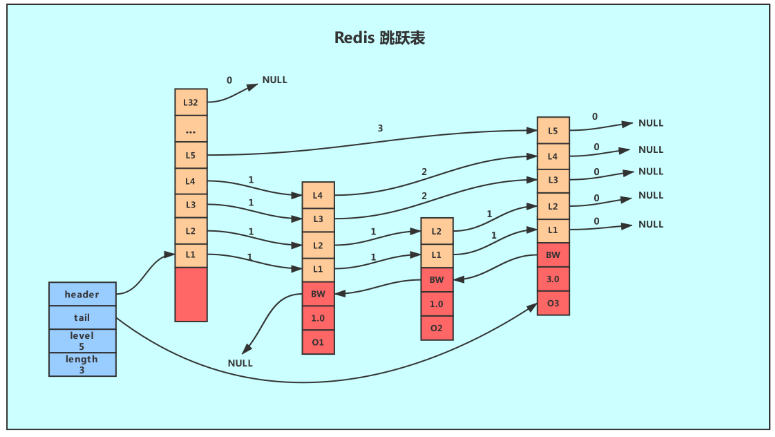 Redis 跳跃表
0
NULL
L32
...
L5
L4
L3
L2
L1
3
1
1
1
1
L4
L3
L2
L1
BW
1.0
O1
NULL
2
2
1
1
L2
L1
BW
1.0
O2
1
1
L5
L4
L3
L2
L1
BW
3.0
O3
0
NULL
0
NULL
0
NULL
0
NULL
0
NULL
header
tail
level
5
length
3